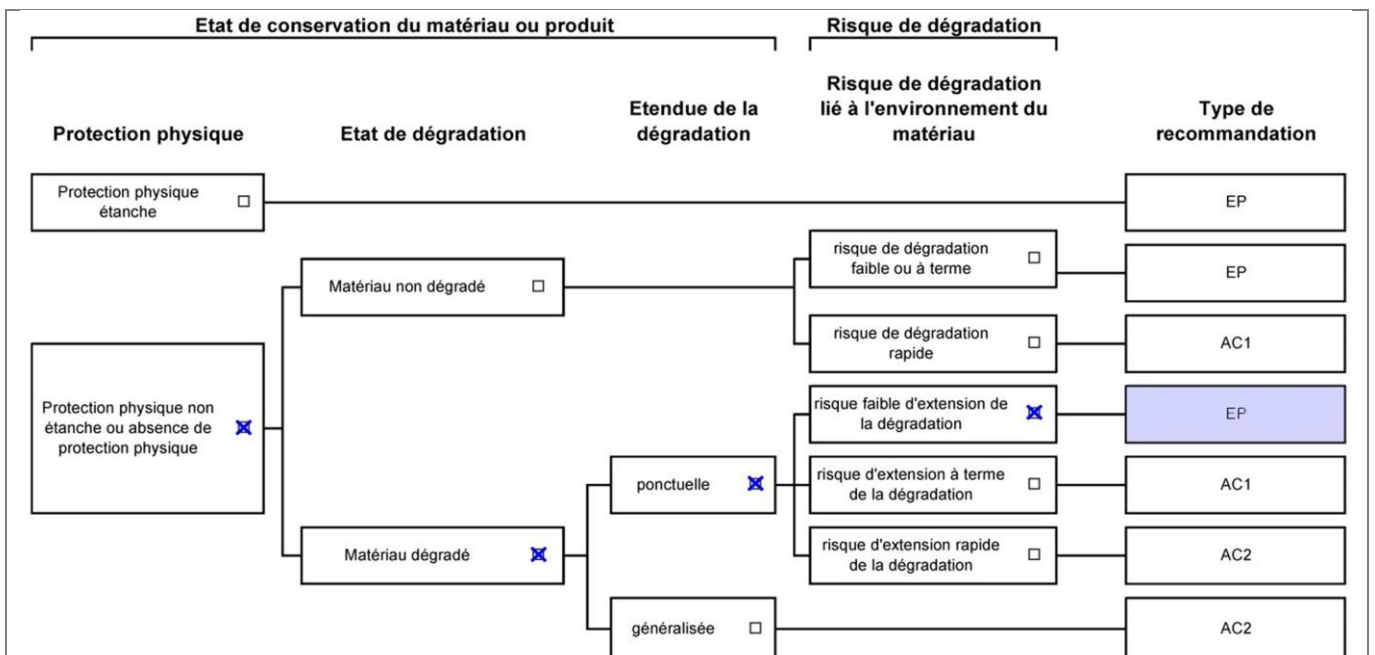 Etat de conservation du matériau ou produit
Risque de dégradation
Protection physique
Etat de dégradation
Etendue de la
dégradation
Risque de dégradation
lié à l'environnement du
matériau
Type de
recommandation
Protection physique
étanche
EP
Matériau non dégradé
risque de dégradation
faible ou à terme
EP
risque de dégradation
rapide
AC1
Protection physique non
étanche ou absence de
protection physique
risque faible d'extension de
la dégradation
EP
ponctuelle
risque d'extension à terme
de la dégradation
AC1
Matériau dégradé
risque d'extension rapide
de la dégradation
AC2
généralisée
AC2